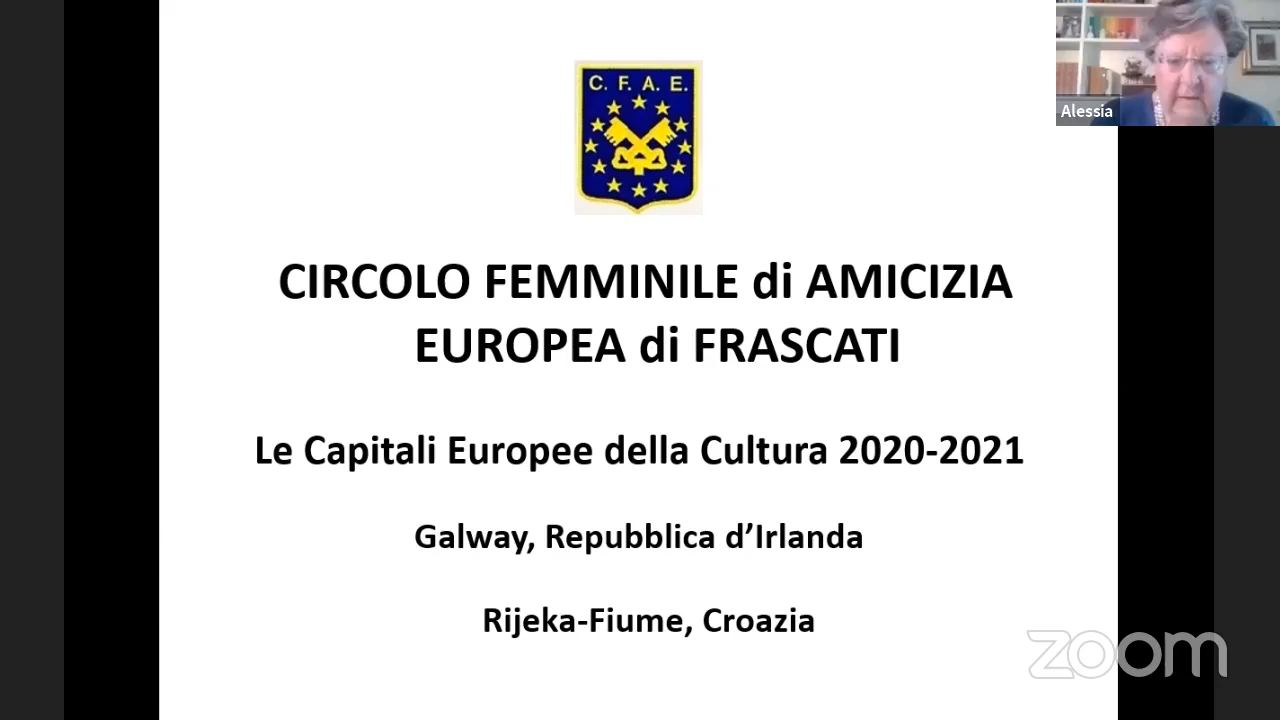 C. F. A. E.
Alessia
CIRCOLO FEMMINILE di AMICIZIA
EUROPEA di FRASCATI
Le Capitali Europee della Cultura 2020-2021
Galway, Repubblica d’Irlanda
Rijeka-Fiume, Croazia
zoom